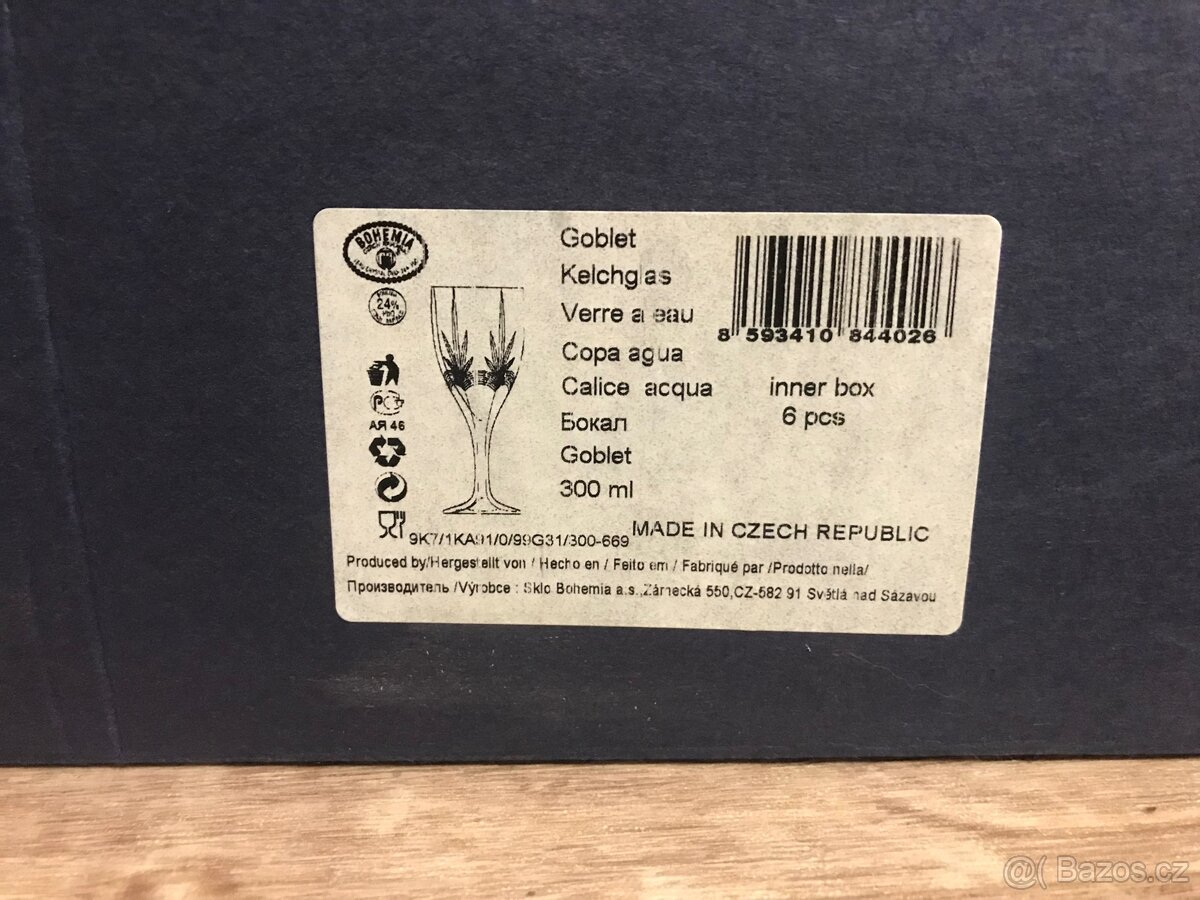 BOHEMIA
24%
PbO
АЯ 46
Goblet
Kelchglas
Verre a eau
Copa agua
Calice acqua
Бокал
Goblet
300 ml
8 593410 844026
inner box
6 pcs
9K7/1KA91/0/99G31/300-669
MADE IN CZECH REPUBLIC
Produced by/Hergestellt von / Hecho en / Feito em / Fabriqué par /Prodotto nella/
Производитель /Výrobce : Sklo Bohemia a.s.,Zámecká 550,CZ-582 91 Světlá nad Sázavou
@( Bazos.cz